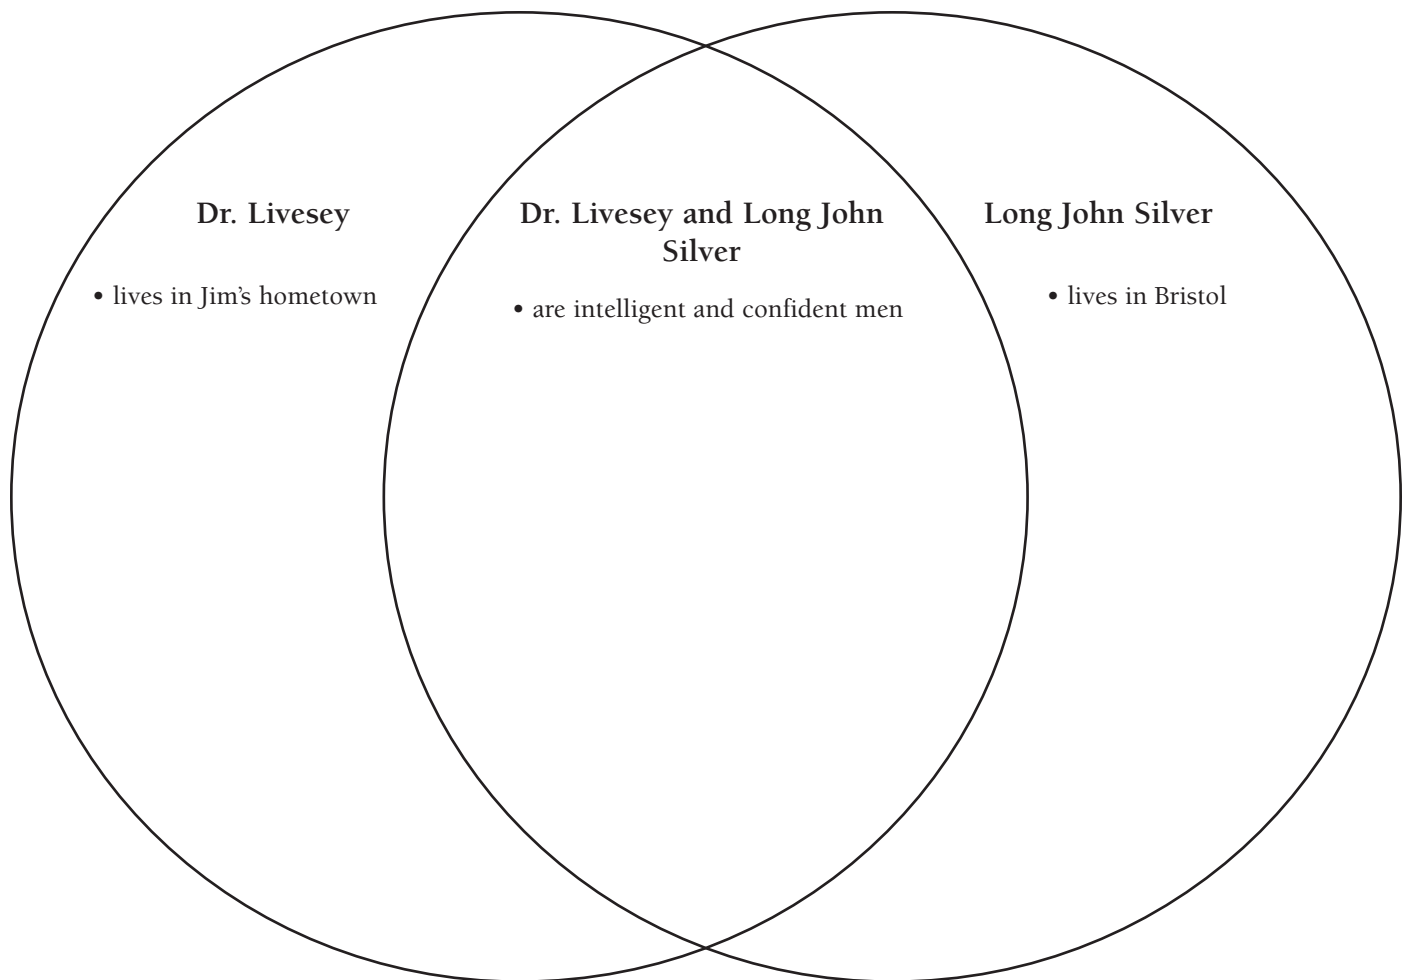 Dr. Livesey
• lives in Jim's hometown
Dr. Livesey and Long John
Silver
• are intelligent and confident men
Long John Silver
• lives in Bristol